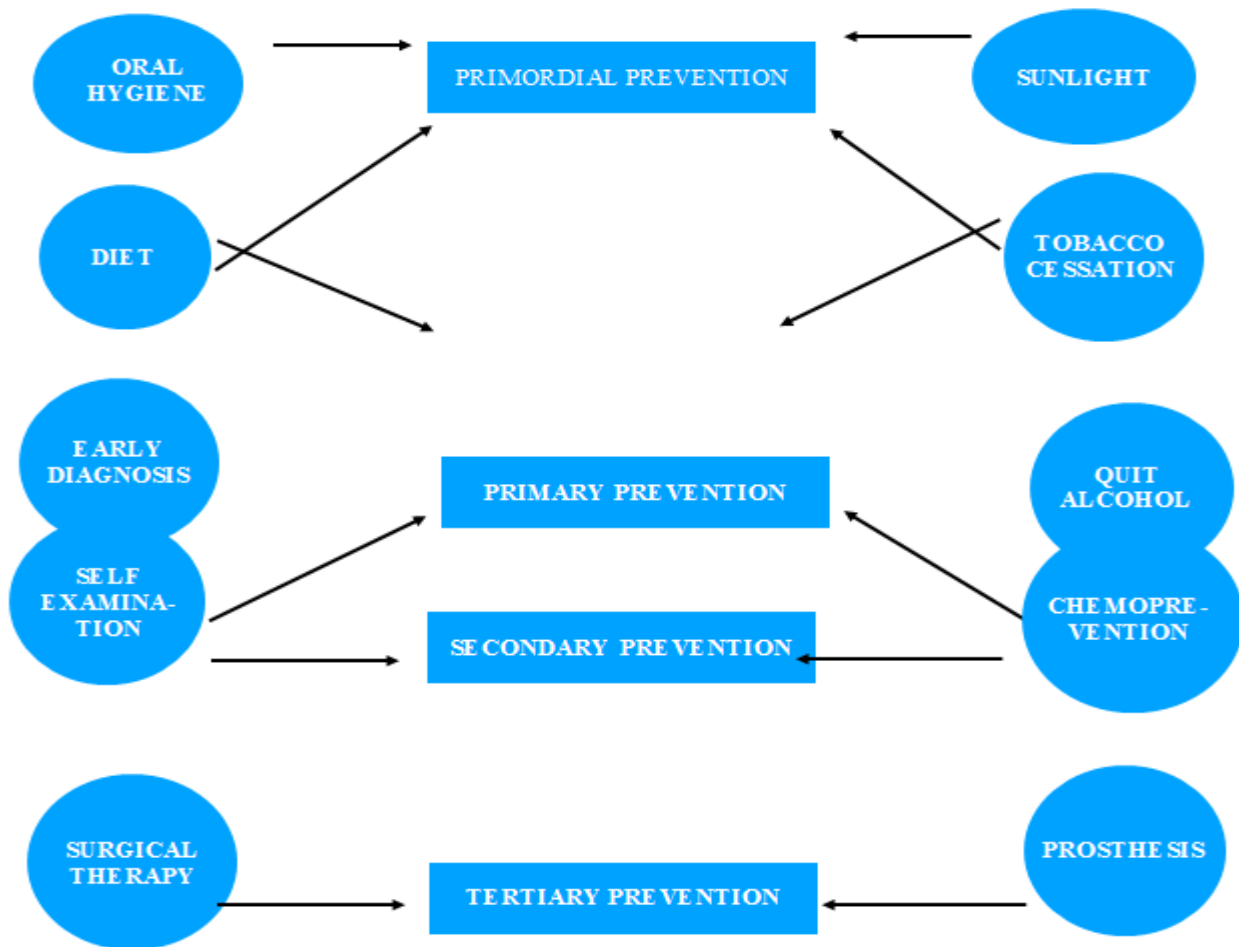 ORAL
HYGIENE
PRIMORDIAL PREVENTION
SUNLIGHT
DIET
TOBACCO
CESSATION
EARLY
DIAGNOSIS
PRIMARY PREVENTION
QUIT
ALCOHOL
SELF
EXAMINA-
TION
SECONDARY PREVENTION
CHEMOPRE-
VENTION
SURGICAL
THERAPY
TERTIARY PREVENTION
PROSTHESIS